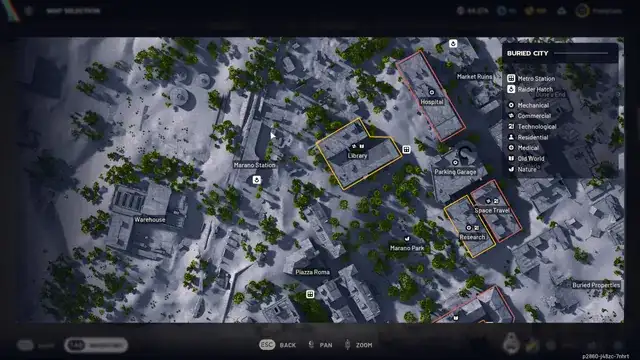 MAP SELECTION
BURIED CITY
Metro Station
Raider Hatch
Mechanical
Commercial
Technological
Residential
Medical
Old World
Nature
Market Ruins
Hospital
Library
Marano Station
Parking Garage
Space Travel
Warehouse
Research
Marano Park
Piazza Roma
Buried Properties
ESC BACK PAN ZOOM